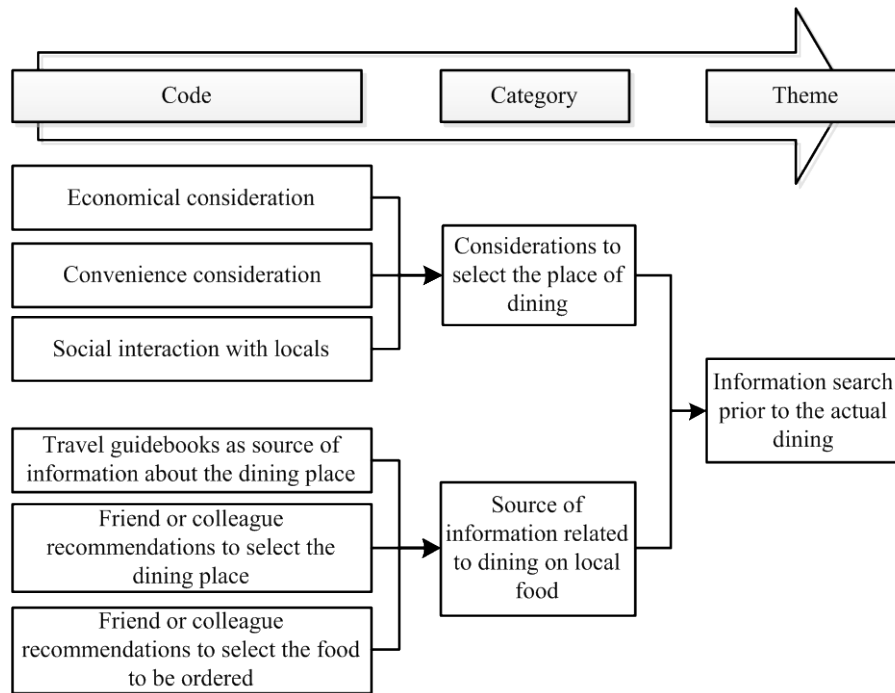 Code
Category
Theme
Economical consideration
Convenience consideration
Social interaction with locals
Considerations to
select the place of
dining
Travel guidebooks as source of
information about the dining place
Friend or colleague
recommendations to select the
dining place
Friend or colleague
recommendations to select the food
to be ordered
Source of
information related
to dining on local
food
Information search
prior to the actual
dining